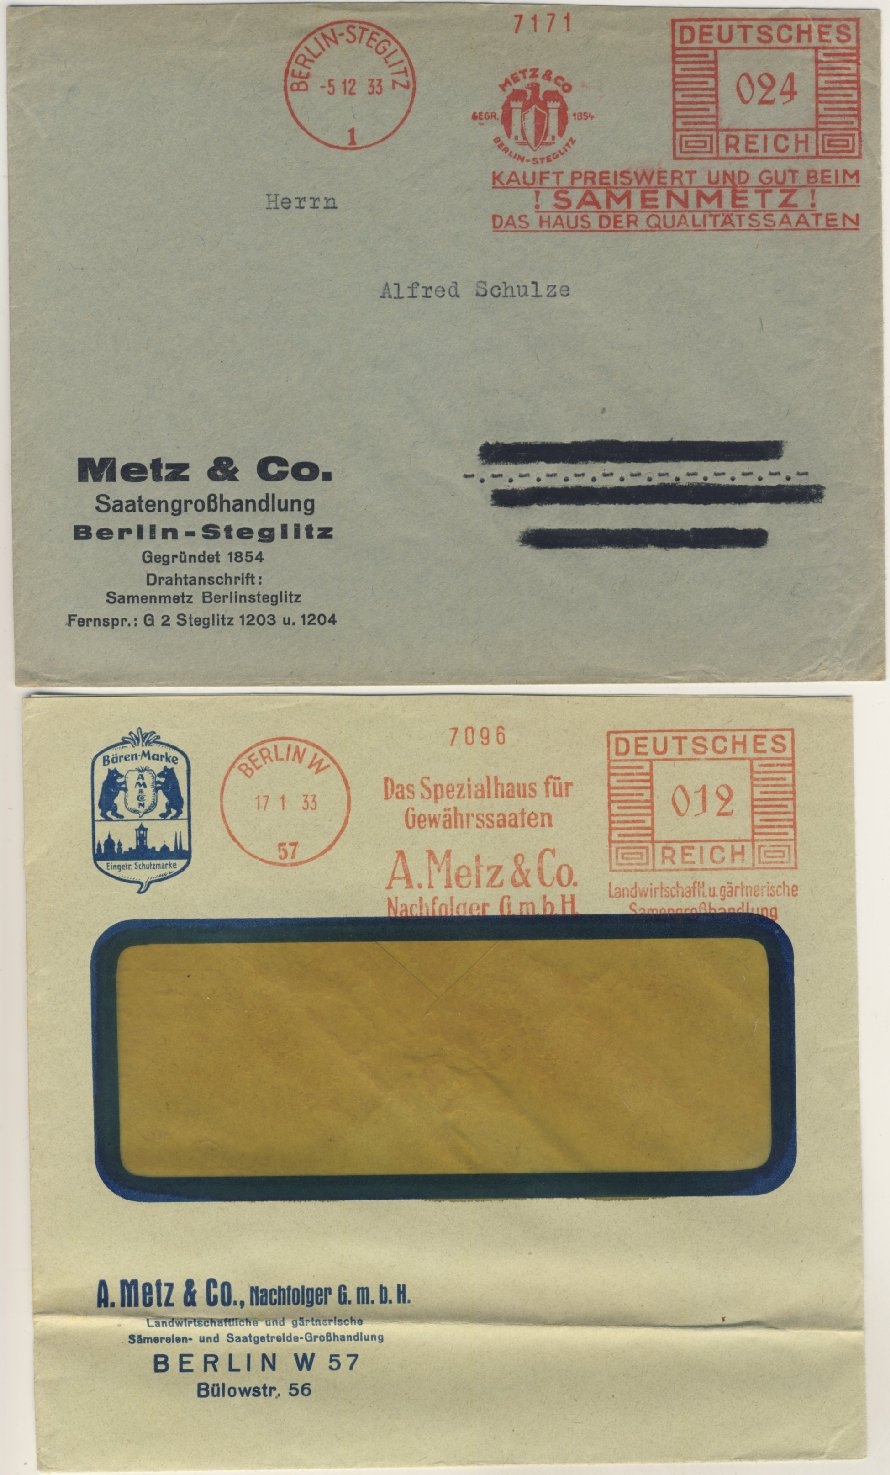 BERLIN-STEGLITZ
-5 12 33
1
7171
METZ & CO
GEGR. 1854
BERLIN-STEGLITZ
DEUTSCHES
024
REICH
KAUFT PREISWERT UND GUT BEIM
! SAMENMETZ !
DAS HAUS DER QUALITÄTSSAATEN
Herrn
Alfred Schulze
Metz & Co.
Saatengroßhandlung
Berlin-Steglitz
Gegründet 1854
Drahtanschrift:
Samenmetz Berlinsteglitz
Fernspr.: G 2 Steglitz 1203 u. 1204
Bären-Marke
A M & C N
Eingetr. Schutzmarke
BERLIN W
17 1 33
57
7096
Das Spezialhaus für
Gewährssaaten
A. Metz & Co.
Nachfolger G.m.b.H.
DEUTSCHES
012
REICH
Landwirtschaftl. u. gärtnerische
Samengroßhandlung
A. Metz & Co., Nachfolger G. m. b. H.
Landwirtschaftliche und gärtnerische
Sämereien- und Saatgetreide-Großhandlung
BERLIN W 57
Bülowstr. 56